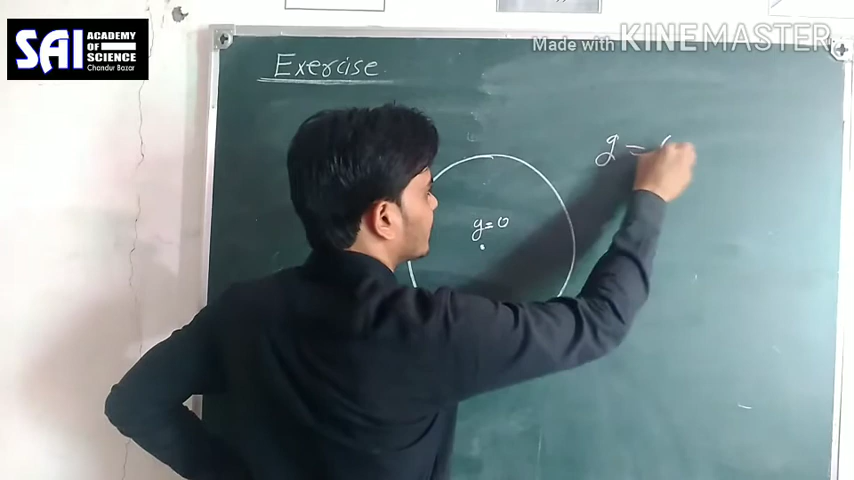 SAI ACADEMY
OF
SCIENCE
Chandur Bazar
Made with KINEMASTER
Exercise
g =
g = 0